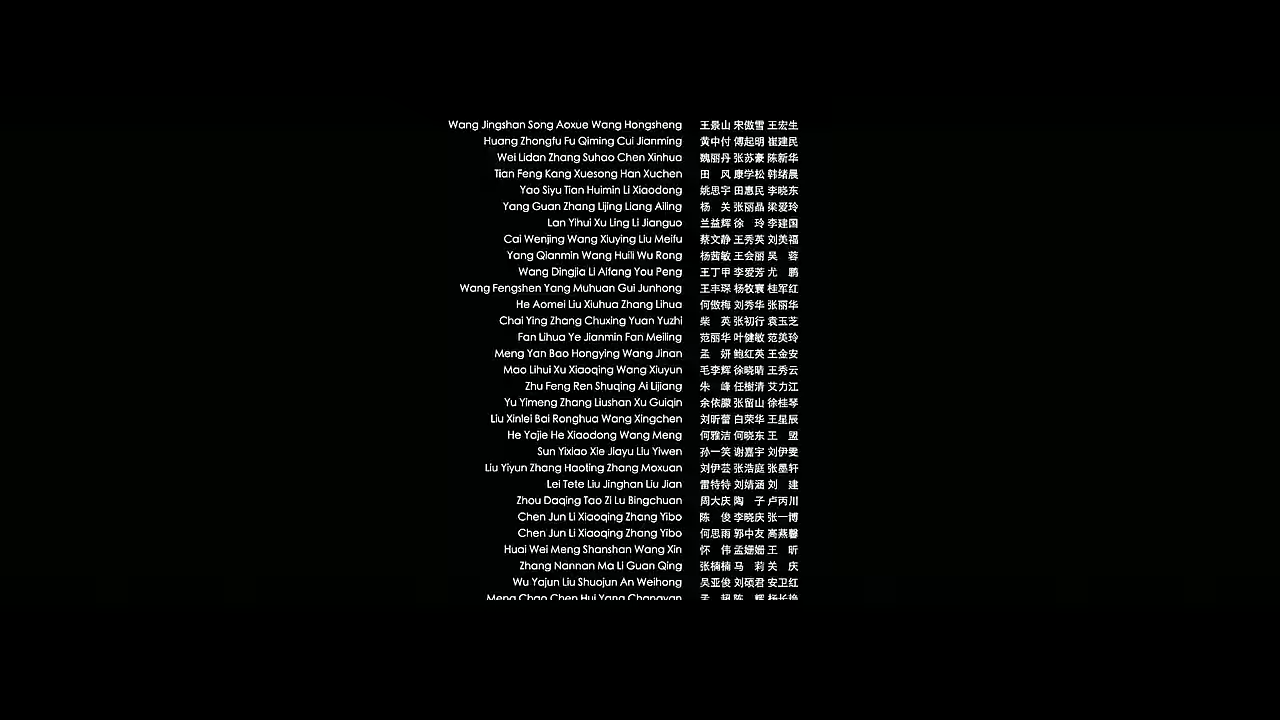 Wang Jingshan Song Aoxue Wang Hongsheng 王景山 宋傲雪 王宏生
Huang Zhongfu Fu Qiming Cui Jianming 黄中付 傅起明 崔建民
Wei Lidan Zhang Suhao Chen Xinhua 魏丽丹 张苏豪 陈新华
Tian Feng Kang Xuesong Han Xuchen 田 风 康学松 韩绪晨
Yao Siyu Tian Huimin Li Xiaodong 姚思宇 田惠民 李晓东
Yang Guan Zhang Lijing Liang Ailing 杨 关 张丽晶 梁爱玲
Lan Yihui Xu Ling Li Jianguo 兰益辉 徐 玲 李建国
Cai Wenjing Wang Xiuying Liu Meifu 蔡文静 王秀英 刘美福
Yang Qianmin Wang Huili Wu Rong 杨茜敏 王会丽 吴 蓉
Wang Dingjia Li Aifang You Peng 王丁甲 李爱芳 尤 鹏
Wang Fengshen Yang Muhuan Gui Junhong 王丰琛 杨牧寰 桂军红
He Aomei Liu Xiuhua Zhang Lihua 何傲梅 刘秀华 张丽华
Chai Ying Zhang Chuxing Yuan Yuzhi 柴 英 张初行 袁玉芝
Fan Lihua Ye Jianmin Fan Meiling 范丽华 叶健敏 范美玲
Meng Yan Bao Hongying Wang Jinan 孟 妍 鲍红英 王金安
Mao Lihui Xu Xiaoqing Wang Xiuyun 毛李辉 徐晓晴 王秀云
Zhu Feng Ren Shuqing Ai Lijiang 朱 峰 任樹清 艾力江
Yu Yimeng Zhang Liushan Xu Guiqin 余依朦 张留山 徐桂琴
Liu Xinlei Bai Ronghua Wang Xingchen 刘昕蕾 白荣华 王星辰
He Yajie He Xiaodong Wang Meng 何雅洁 何晓东 王 盟
Sun Yixiao Xie Jiayu Liu Yiwen 孙一笑 谢嘉宇 刘伊雯
Liu Yiyun Zhang Haoting Zhang Moxuan 刘伊芸 张浩庭 张墨轩
Lei Tete Liu Jinghan Liu Jian 雷特特 刘婧涵 刘 建
Zhou Daqing Tao Zi Lu Bingchuan 周大庆 陶 子 卢丙川
Chen Jun Li Xiaoqing Zhang Yibo 陈 俊 李晓庆 张一博
Chen Jun Li Xiaoqing Zhang Yibo 何思雨 郭中友 高燕馨
Huai Wei Meng Shanshan Wang Xin 怀 伟 孟姗姗 王 昕
Zhang Nannan Ma Li Guan Qing 张楠楠 马 莉 关 庆
Wu Yajun Liu Shuojun An Weihong 吴亚俊 刘硕君 安卫红
Meng Chao Chen Hui Yang Changyan 孟 超 陈 辉 杨长